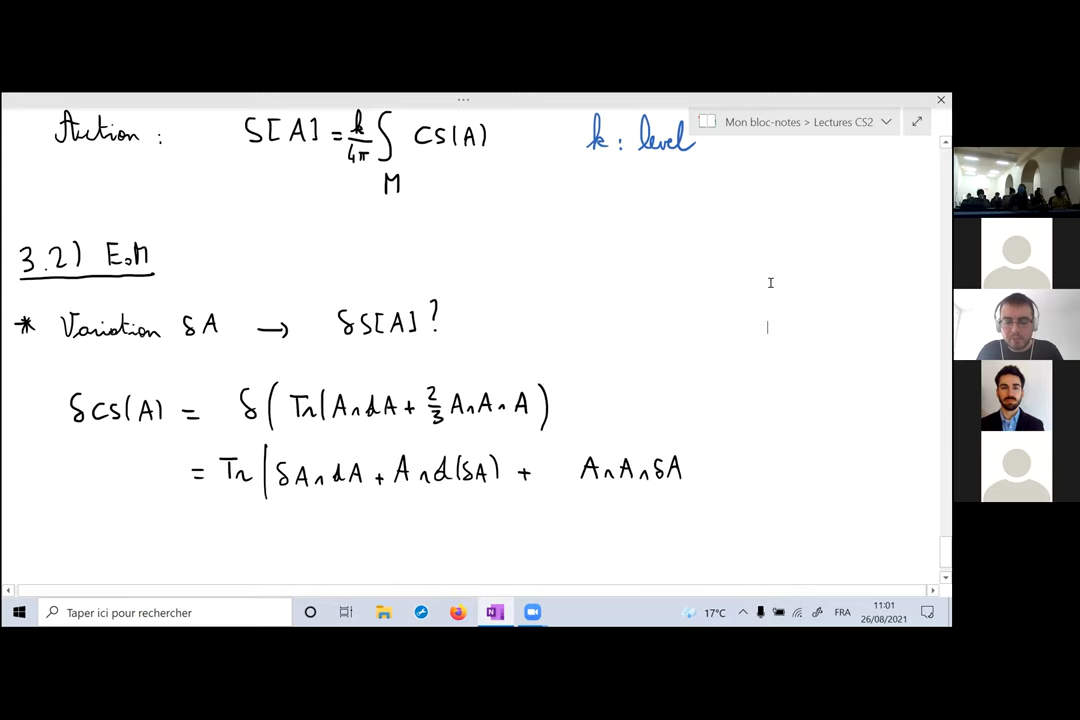 Action : S[A] = k/4π ∫_M CS(A) k : level
Mon bloc-notes > Lectures CS2
3.2) E.M
* Variation δA → δS[A] ?
δCS(A) = δ( Tr(A∧dA + 2/3 A∧A∧A)
= Tr( δA∧dA + A∧d(δA) + A∧A∧δA
Taper ici pour rechercher
17°C
FRA
11:01
26/08/2021